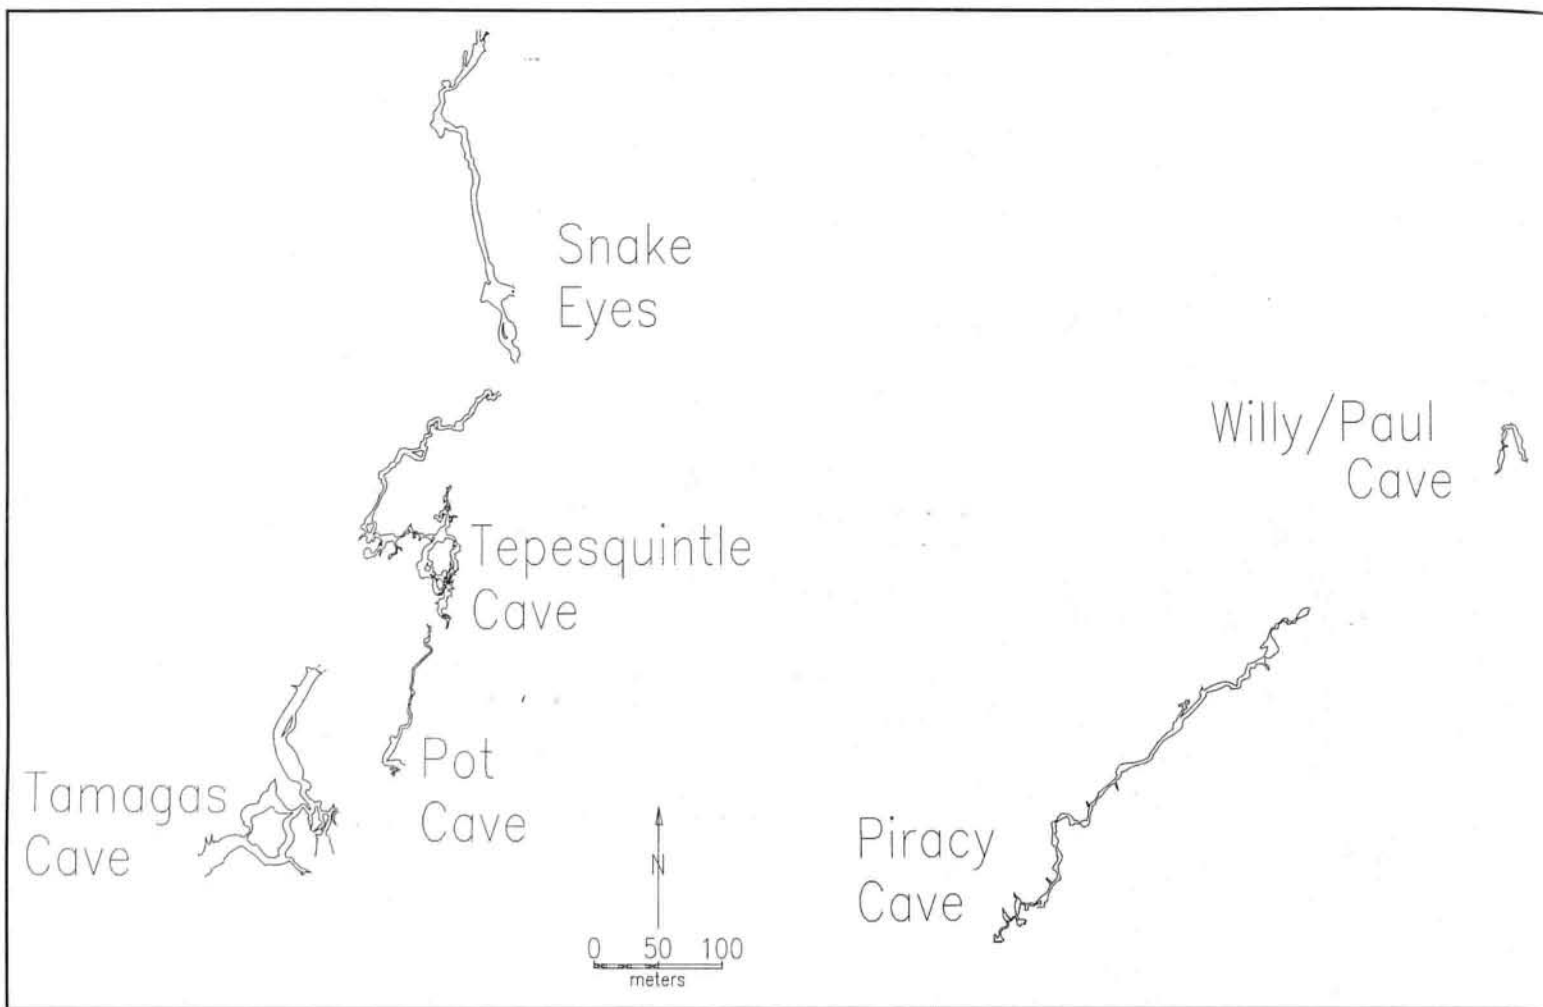 Snake
Eyes
Willy/Paul
Cave
Tepesquintle
Cave
Pot
Cave
Tamagas
Cave
Piracy
Cave
N
0 50 100
meters